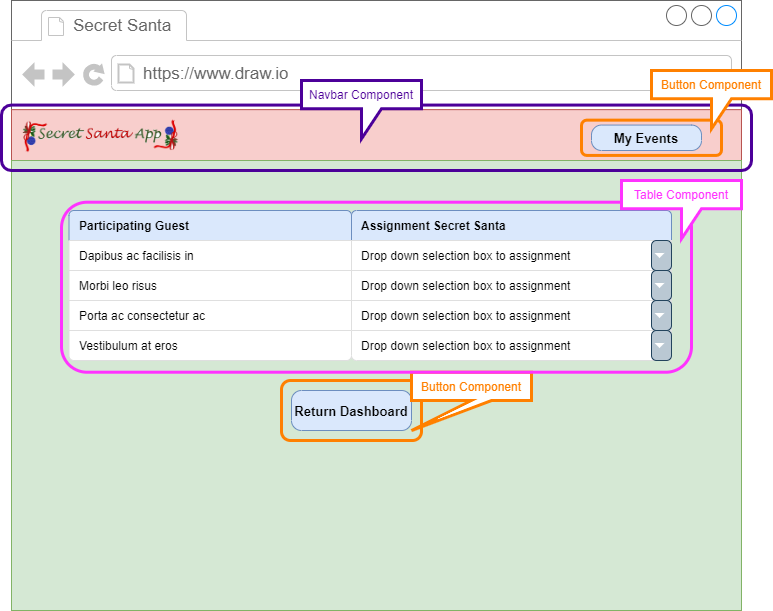 Secret Santa
https://www.draw.io
Navbar Component
Button Component
Secret Santa App
My Events
Table Component
Participating Guest
Assignment Secret Santa
Dapibus ac facilisis in
Drop down selection box to assignment
Morbi leo risus
Drop down selection box to assignment
Porta ac consectetur ac
Drop down selection box to assignment
Vestibulum at eros
Drop down selection box to assignment
Button Component
Return Dashboard